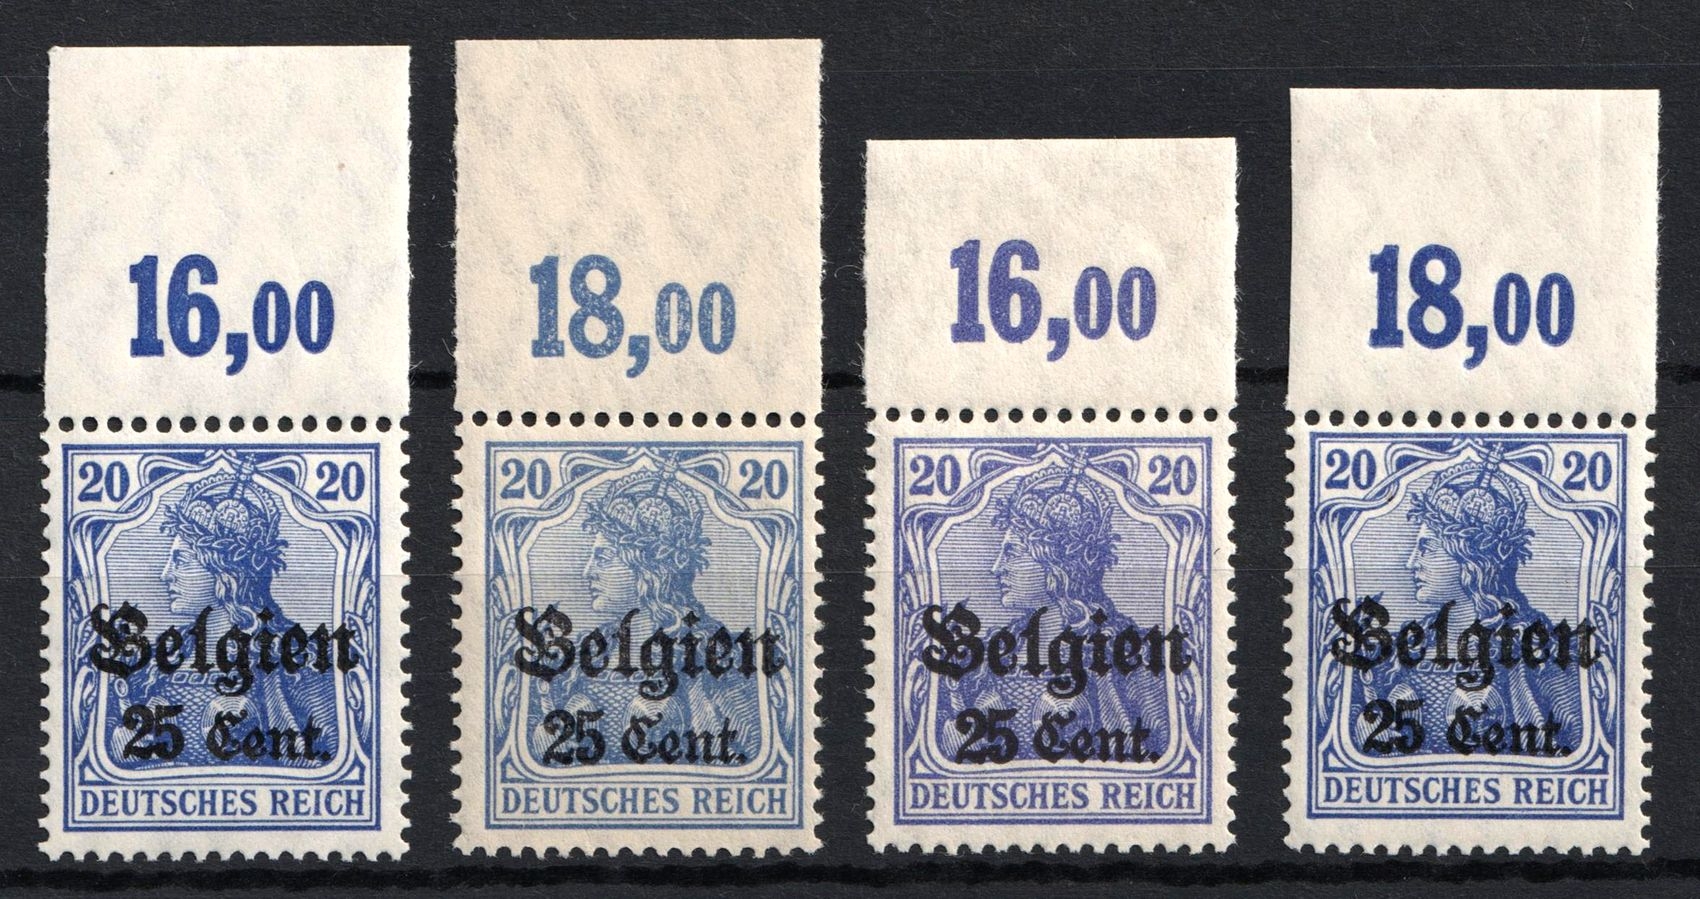 16,00
20 20
Belgien
25 Cent.
DEUTSCHES REICH
18,00
20 20
Belgien
25 Cent.
DEUTSCHES REICH
16,00
20 20
Belgien
25 Cent.
DEUTSCHES REICH
18,00
20 20
Belgien
25 Cent.
DEUTSCHES REICH